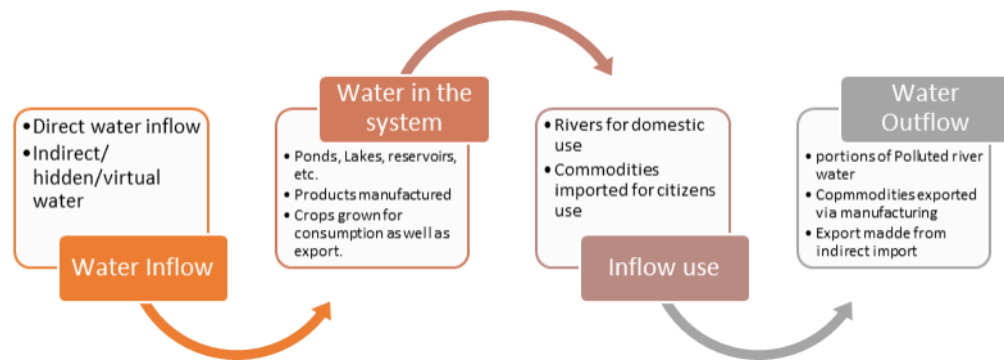 •Direct water inflow
•Indirect/
hidden/virtual
water
Water Inflow
Water in the
system
•Ponds, Lakes, reservoirs,
etc.
•Products manufactured
•Crops grown for
consumption as well as
export.
•Rivers for domestic
use
•Commodities
imported for citizens
use
Inflow use
Water
Outflow
•portions of Polluted river
water
•Copmmodities exported
via manufacturing
•Export madde from
indirect import